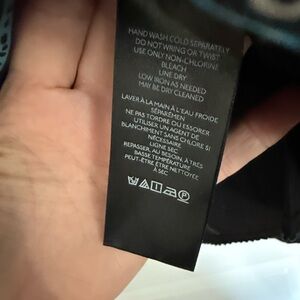 HAND WASH COLD SEPARATELY
DO NOT WRING OR TWIST
USE ONLY NON-CHLORINE
BLEACH
LINE DRY
LOW IRON AS NEEDED
MAY BE DRY CLEANED
LAVER À LA MAIN À L'EAU FROIDE
SÉPARÉMEN
NE PAS TORDRE OU ESSORER
UTILISER UN AGENT DE
BLANCHIMENT SANS CHLORE SI
NÉCESSAIRE
LIGNE SEC
REPASSER, AU BESOIN, À TRÈS
BASSE TEMPÉRATURE
PEUT-ÊTRE ÊTRE NETTOYÉE
À SEC
P